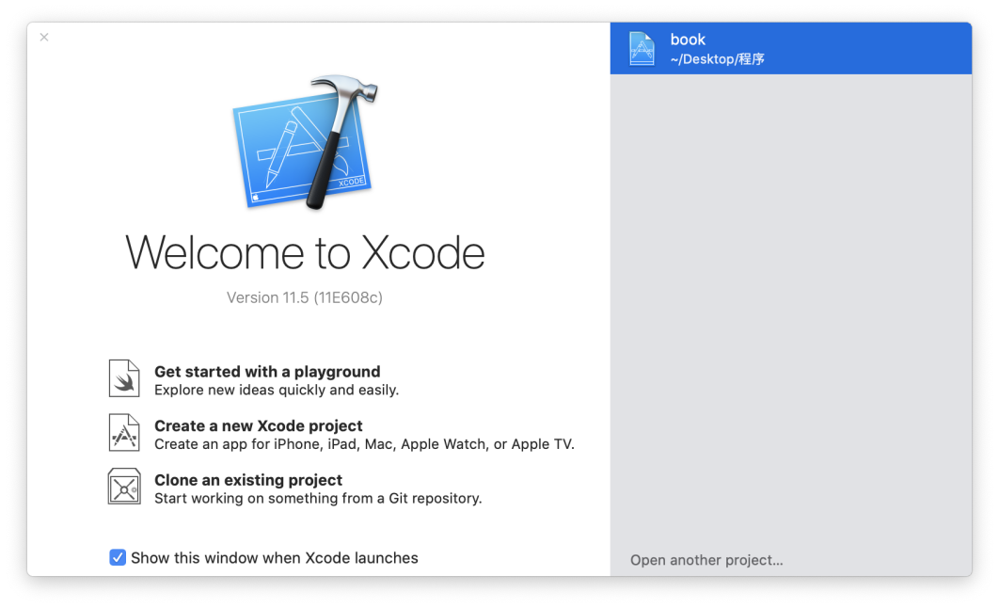 book
~/Desktop/程序
XCODE
Welcome to Xcode
Version 11.5 (11E608c)
Get started with a playground
Explore new ideas quickly and easily.
Create a new Xcode project
Create an app for iPhone, iPad, Mac, Apple Watch, or Apple TV.
Clone an existing project
Start working on something from a Git repository.
Show this window when Xcode launches
Open another project...